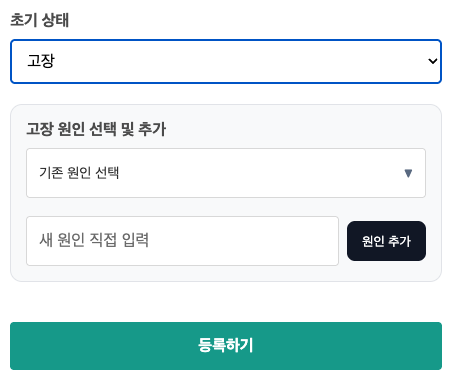 초기 상태
고장
고장 원인 선택 및 추가
기존 원인 선택
새 원인 직접 입력
원인 추가
등록하기